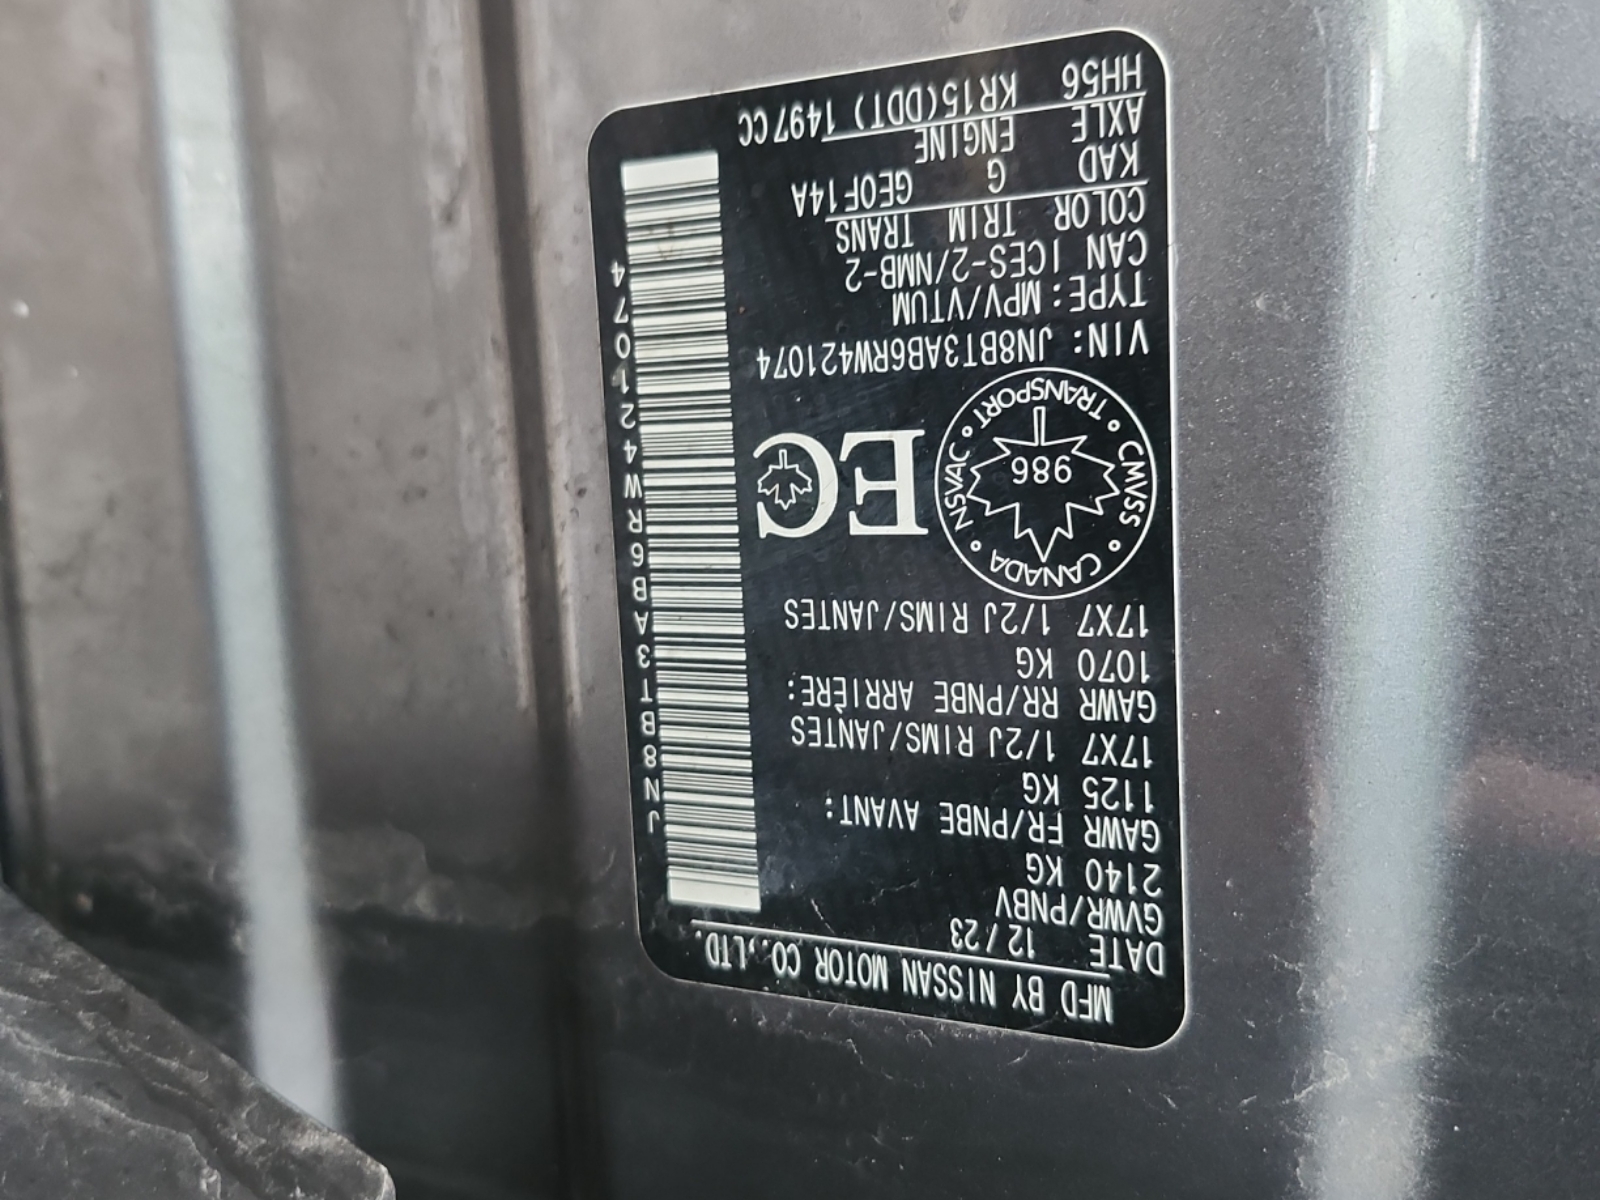 MFD BY NISSAN MOTOR CO.,LTD.
DATE 12/23
GVWR/PNBV
2140 KG
GAWR FR/PNBE AVANT:
1125 KG
17X7 1/2J RIMS/JANTES
GAWR RR/PNBE ARRIÈRE:
1070 KG
17X7 1/2J RIMS/JANTES
CANADA • CMVSS • TRANSPORT • NSVAC •
986
EC
VIN: JN8BT3AB6RW421074
TYPE: MPV/VTUM
CAN ICES-2/NMB-2
COLOR TRIM TRANS
KAD G GE0F14A
AXLE ENGINE
HH56 KR15(DDT) 1497CC
JN8BT3AB6RW421074